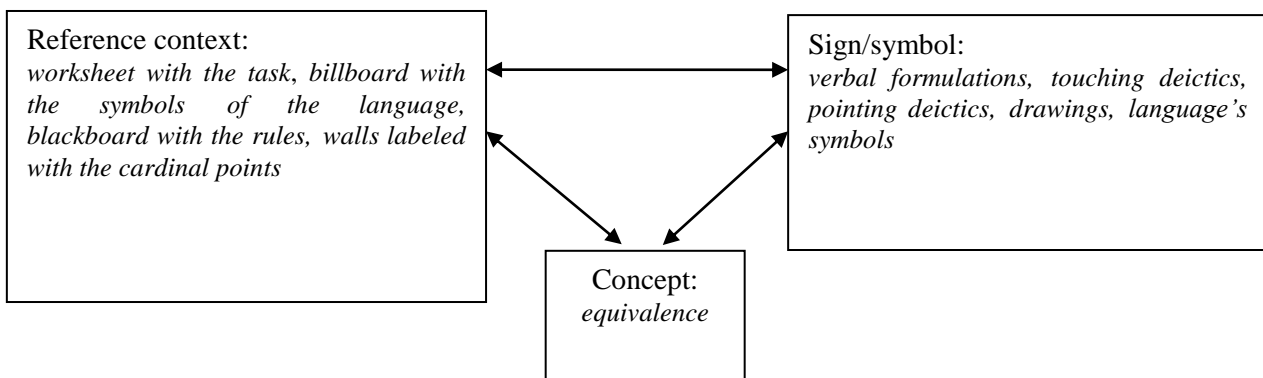 Reference context:
worksheet with the task, billboard with
the symbols of the language,
blackboard with the rules, walls labeled
with the cardinal points
Sign/symbol:
verbal formulations, touching deictics,
pointing deictics, drawings, language’s
symbols
Concept:
equivalence